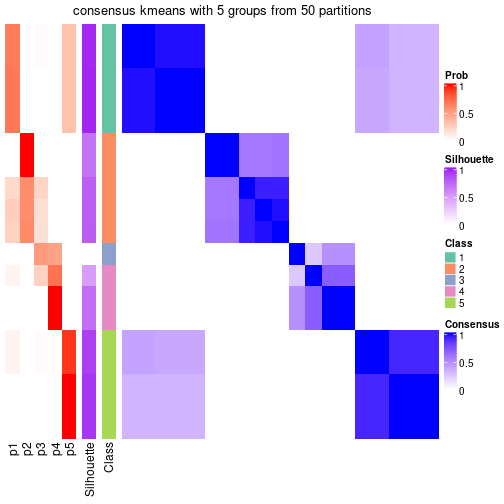 consensus kmeans with 5 groups from 50 partitions
Prob
1
0.5
0
Silhouette
1
0.5
0
Class
1
2
3
4
5
Consensus
1
0.5
0
p1
p2
p3
p4
p5
Silhouette
Class